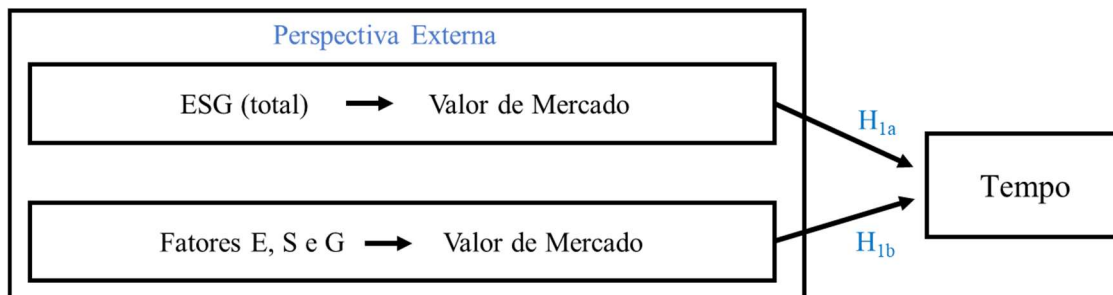 Perspectiva Externa
ESG (total) Valor de Mercado
H1a
Tempo
Fatores E, S e G Valor de Mercado
H1b